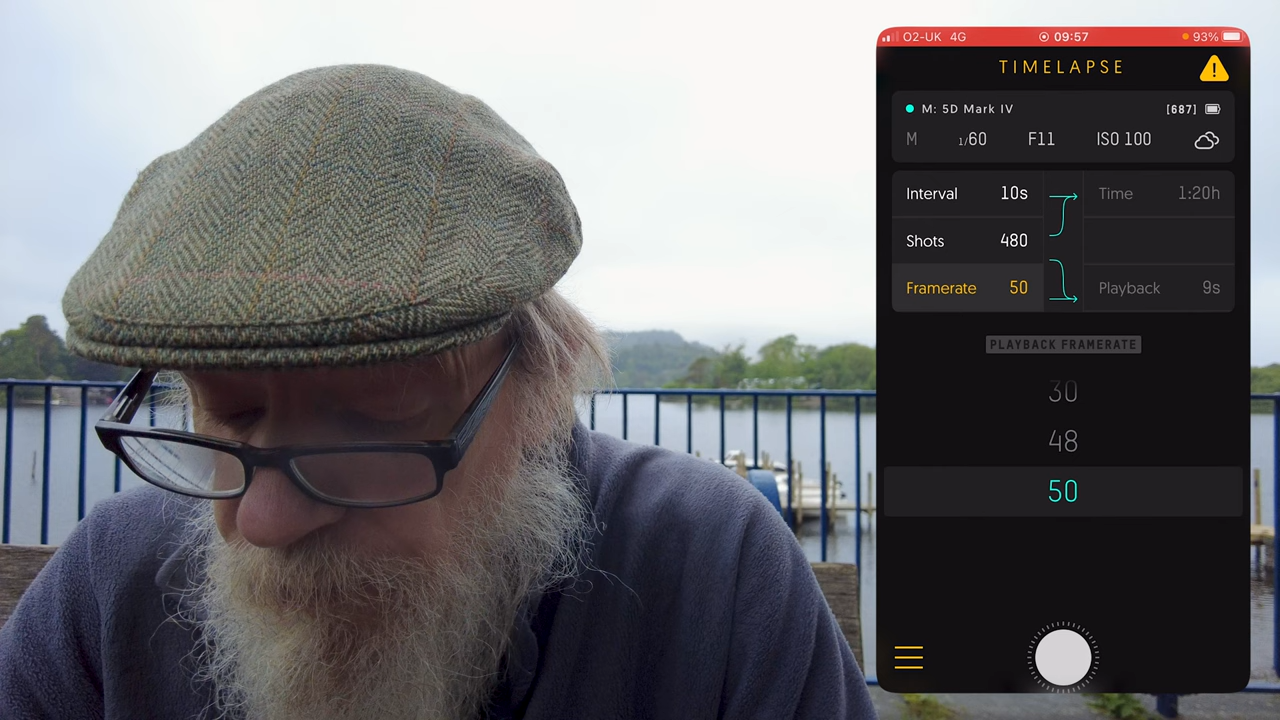 O2-UK 4G 09:57 93%
TIMELAPSE
M: 5D Mark IV [687]
M 1/60 F11 ISO 100
Interval 10s Time 1:20h
Shots 480
Framerate 50 Playback 9s
PLAYBACK FRAMERATE
30
48
50